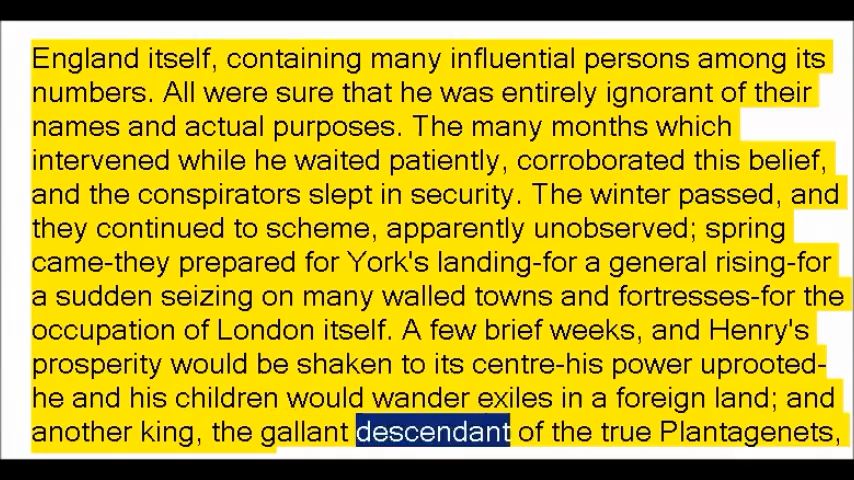 England itself, containing many influential persons among its
numbers. All were sure that he was entirely ignorant of their
names and actual purposes. The many months which
intervened while he waited patiently, corroborated this belief,
and the conspirators slept in security. The winter passed, and
they continued to scheme, apparently unobserved; spring
came-they prepared for York's landing-for a general rising-for
a sudden seizing on many walled towns and fortresses-for the
occupation of London itself. A few brief weeks, and Henry's
prosperity would be shaken to its centre-his power uprooted-
he and his children would wander exiles in a foreign land; and
another king, the gallant descendant of the true Plantagenets,